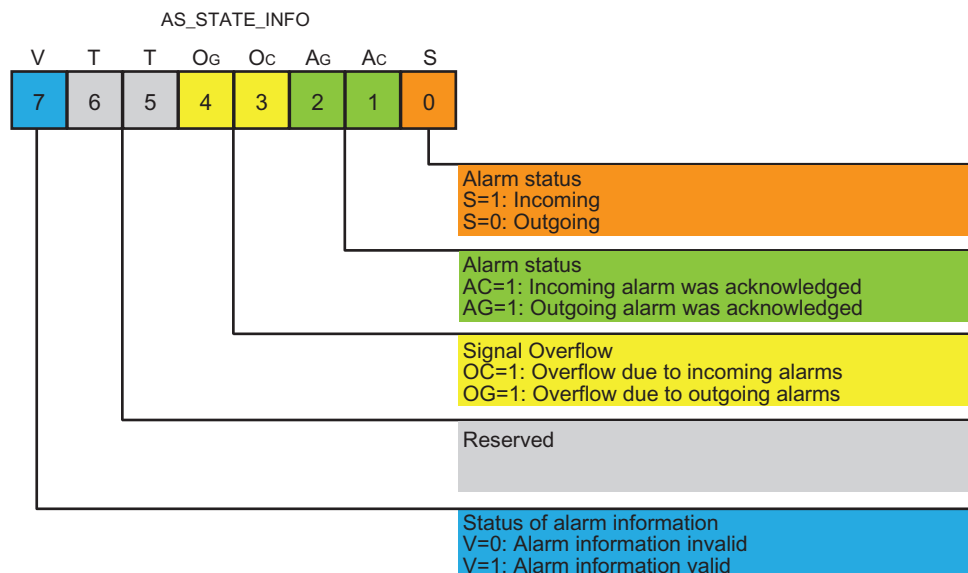 AS_STATE_INFO
V T T OG OC AG AC S
7 6 5 4 3 2 1 0
Alarm status
S=1: Incoming
S=0: Outgoing
Alarm status
AC=1: Incoming alarm was acknowledged
AG=1: Outgoing alarm was acknowledged
Signal Overflow
OC=1: Overflow due to incoming alarms
OG=1: Overflow due to outgoing alarms
Reserved
Status of alarm information
V=0: Alarm information invalid
V=1: Alarm information valid